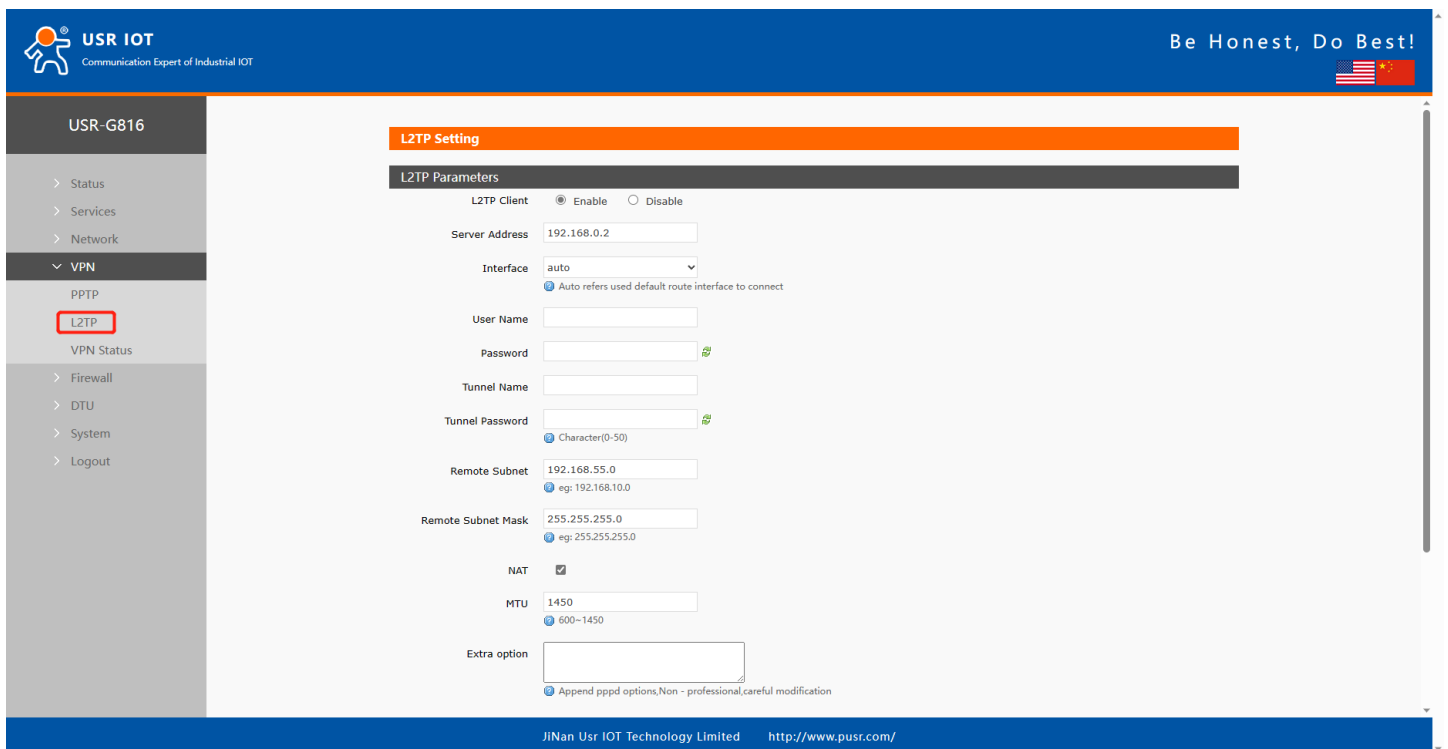 USR IOT
Communication Expert of Industrial IOT
Be Honest, Do Best!
USR-G816
Status
Services
Network
VPN
PPTP
L2TP
VPN Status
Firewall
DTU
System
Logout
L2TP Setting
L2TP Parameters
L2TP Client Enable Disable
Server Address 192.168.0.2
Interface auto
Auto refers used default route interface to connect
User Name
Password
Tunnel Name
Tunnel Password
Character(0-50)
Remote Subnet 192.168.55.0
eg: 192.168.10.0
Remote Subnet Mask 255.255.255.0
eg: 255.255.255.0
NAT
MTU 1450
600~1450
Extra option
Append pppd options,Non - professional,careful modification
JiNan Usr IOT Technology Limited http://www.pusr.com/